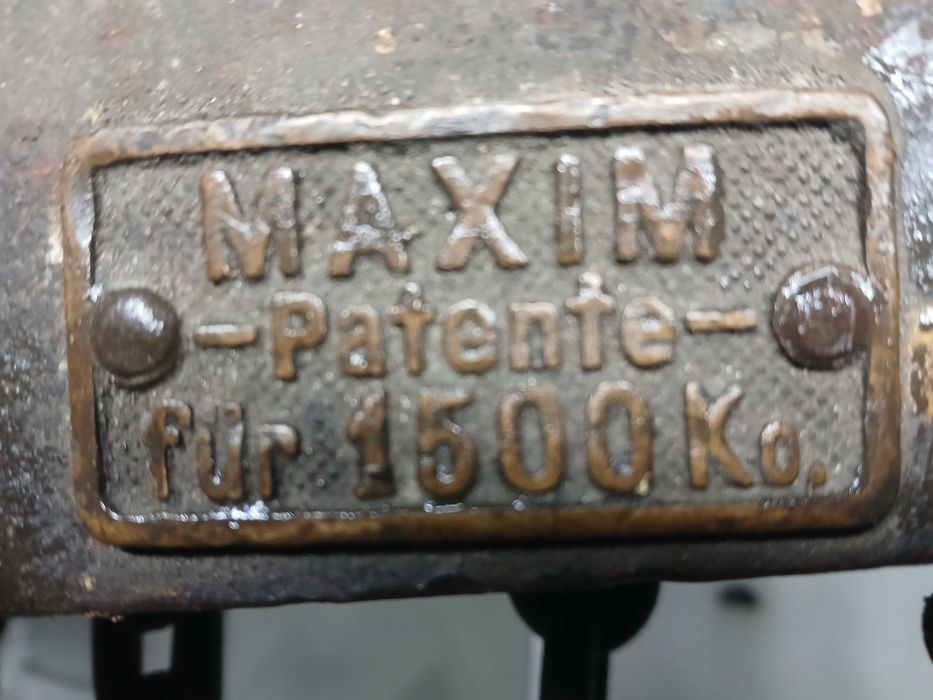 MAXIM
-Patente-
für 1500 Ko.